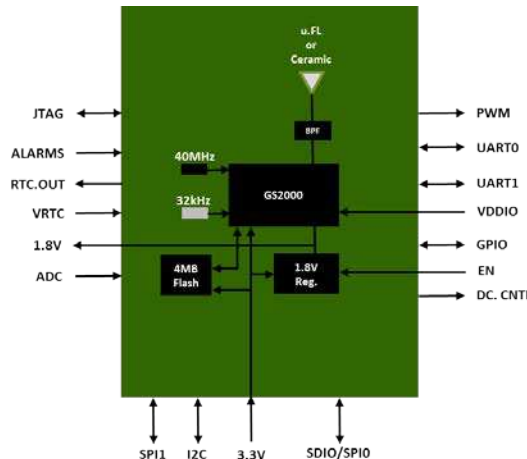 u.FL
or
Ceramic
JTAG
PWM
BPF
UART0
ALARMS
40MHz
RTC.OUT
GS2000
UART1
32kHz
VRTC
VDDIO
1.8V
GPIO
ADC
4MB
Flash
1.8V
Reg.
EN
DC. CNT
SPI1
I2C
3.3V
SDIO/SPI0